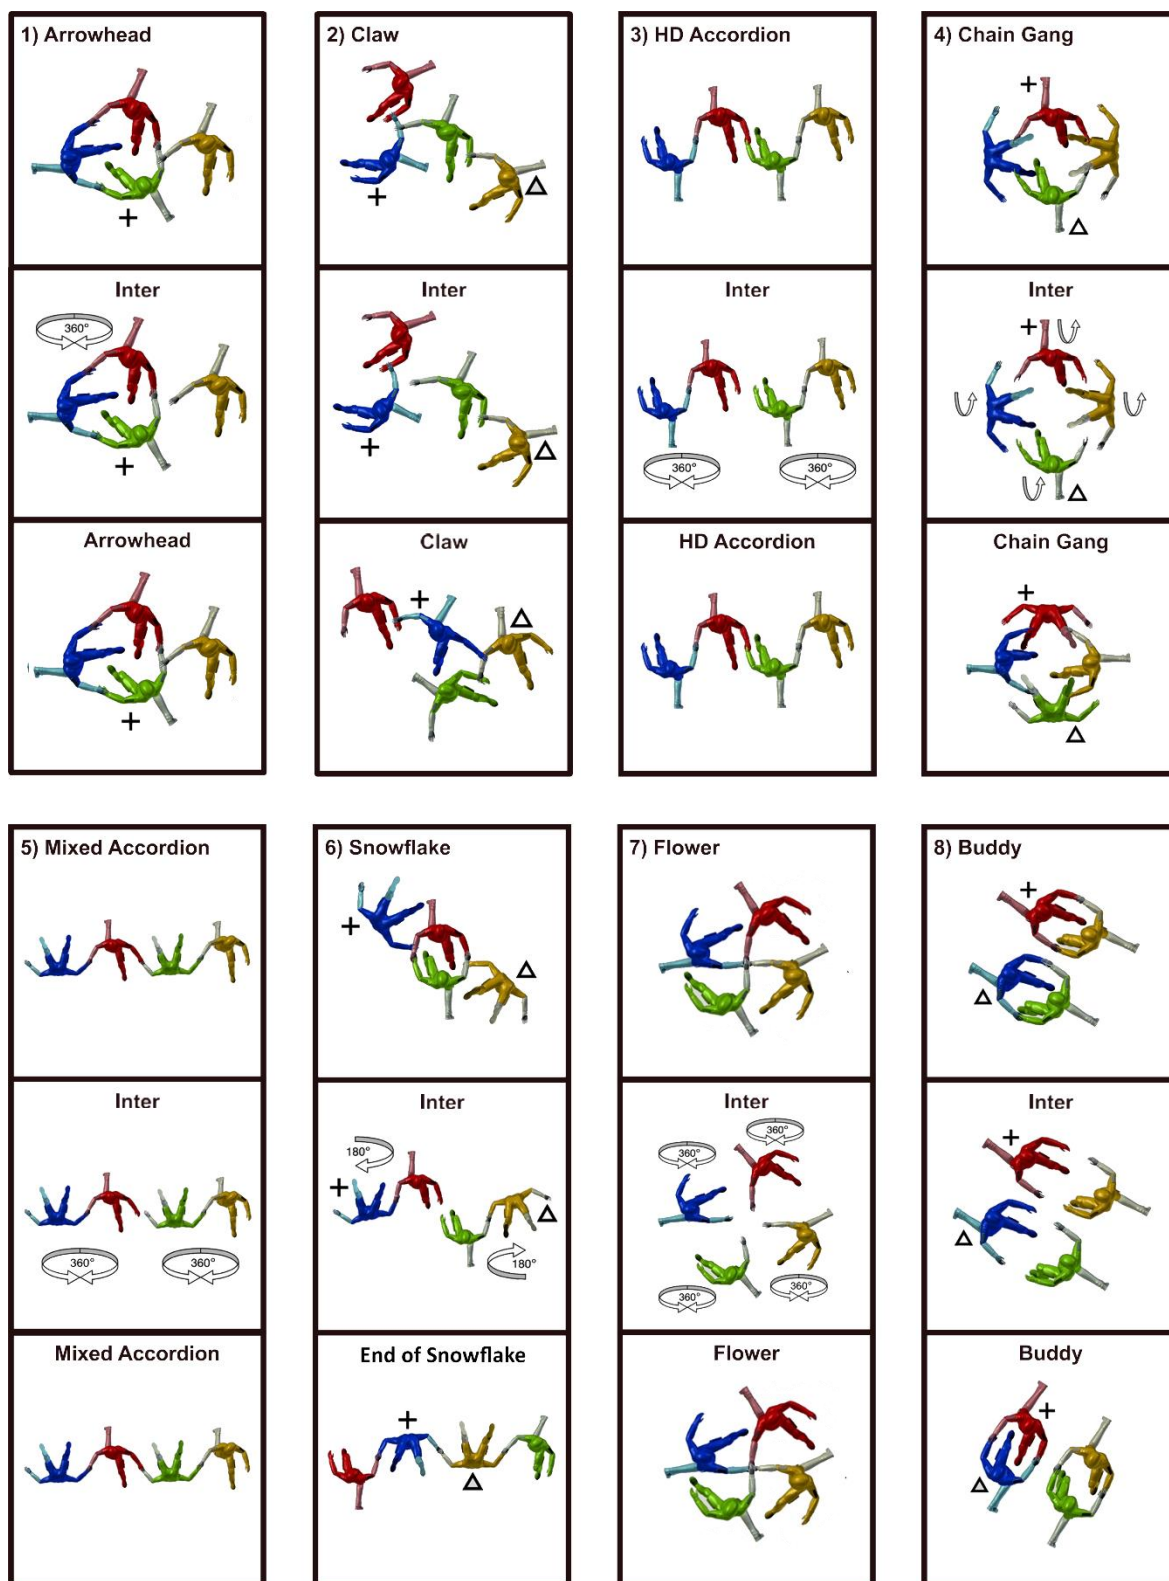 1) Arrowhead
2) Claw
3) HD Accordion
4) Chain Gang
Inter
360°
Inter
Inter
360°
360°
Inter
Arrowhead
Claw
HD Accordion
Chain Gang
5) Mixed Accordion
6) Snowflake
7) Flower
8) Buddy
Inter
360°
360°
Inter
180°
180°
Inter
360°
360°
360°
360°
Inter
Mixed Accordion
End of Snowflake
Flower
Buddy